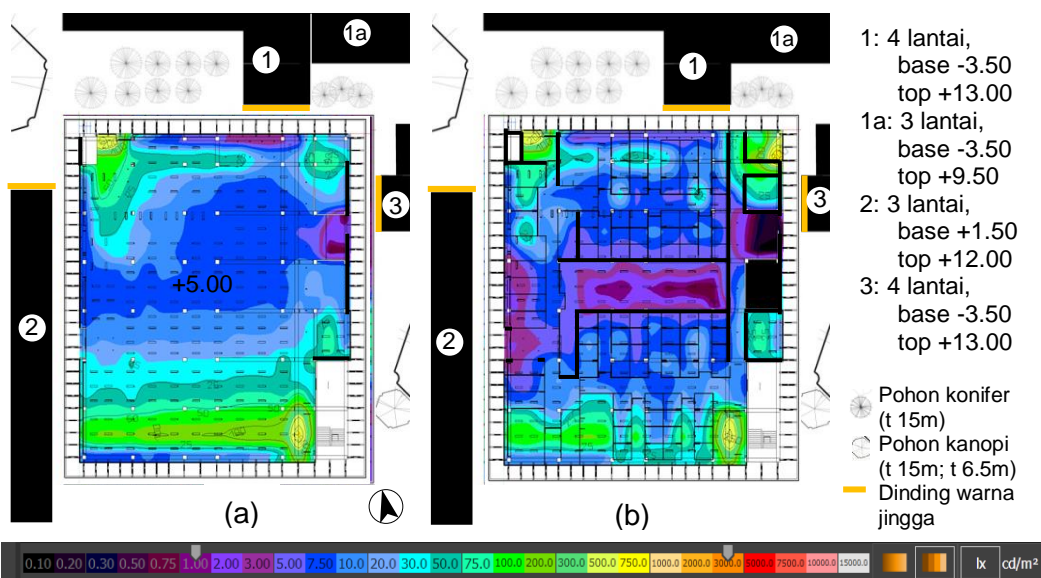 1
1a
2
3
+5.00
(a)
1
1a
2
3
(b)
1: 4 lantai,
base -3.50
top +13.00
1a: 3 lantai,
base -3.50
top +9.50
2: 3 lantai,
base +1.50
top +12.00
3: 4 lantai,
base -3.50
top +13.00
Pohon konifer
(t 15m)
Pohon kanopi
(t 15m; t 6.5m)
Dinding warna
jingga
0.10 0.20 0.30 0.50 0.75 1.00 2.00 3.00 5.00 7.50 10.0 20.0 30.0 50.0 75.0 100.0 200.0 300.0 500.0 750.0 1000.0 2000.0 3000.0 5000.0 7500.0 10000.0 15000.0 lx cd/m²